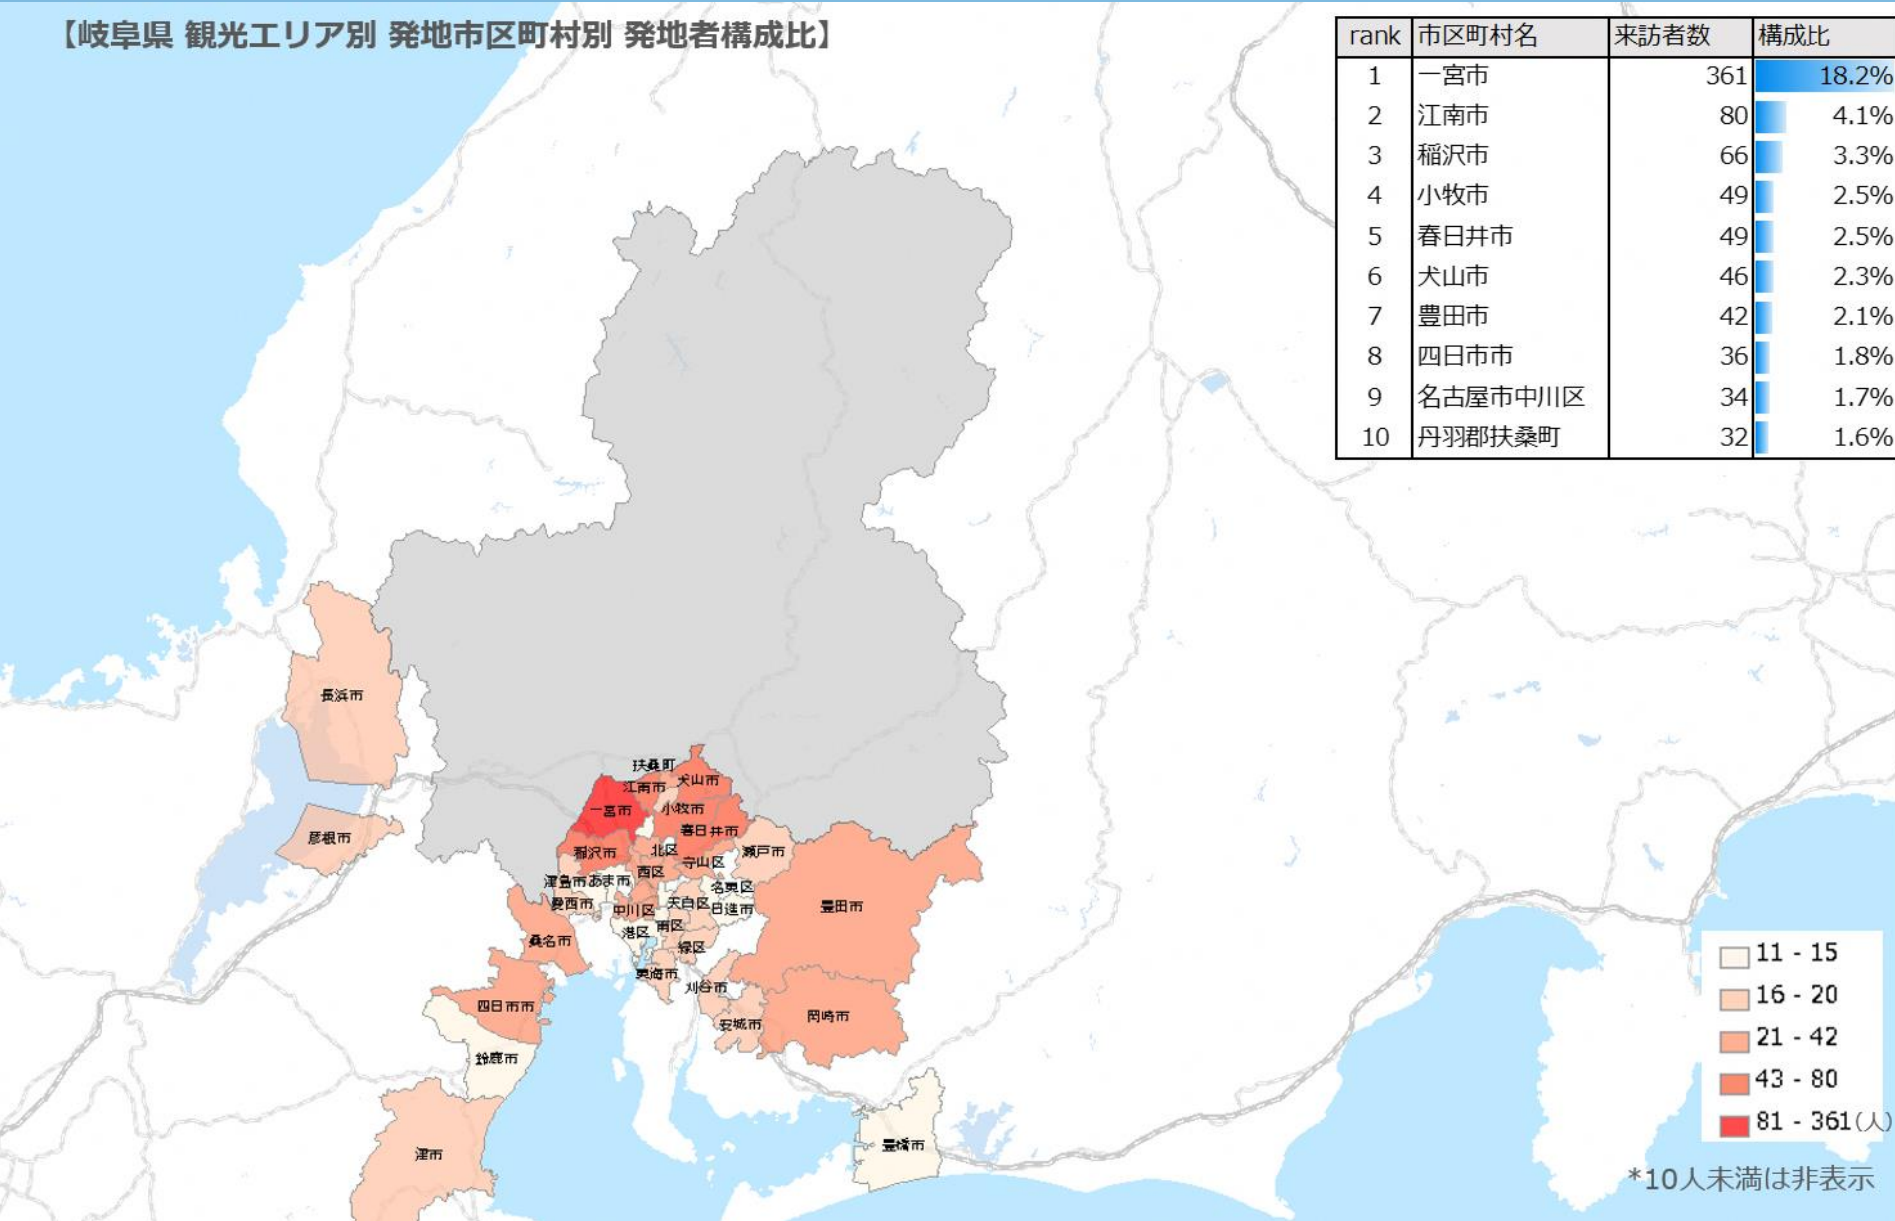 【岐阜県 観光エリア別 発地市区町村別 発地者構成比】
rank 市区町村名 来訪者数 構成比
1 一宮市 361 18.2%
2 江南市 80 4.1%
3 稲沢市 66 3.3%
4 小牧市 49 2.5%
5 春日井市 49 2.5%
6 犬山市 46 2.3%
7 豊田市 42 2.1%
8 四日市市 36 1.8%
9 名古屋市中川区 34 1.7%
10 丹羽郡扶桑町 32 1.6%
長浜市
扶桑町
犬山市
江南市
一宮市
小牧市
春日井市
彦根市
稲沢市
北区
瀬戸市
守山区
西区
津島市
あま市
名東区
愛西市
中川区
天白区
日進市
豊田市
港区
南区
桑名市
緑区
東海市
刈谷市
四日市市
安城市
岡崎市
鈴鹿市
豊橋市
津市
11 - 15
16 - 20
21 - 42
43 - 80
81 - 361(人)
*10人未満は非表示